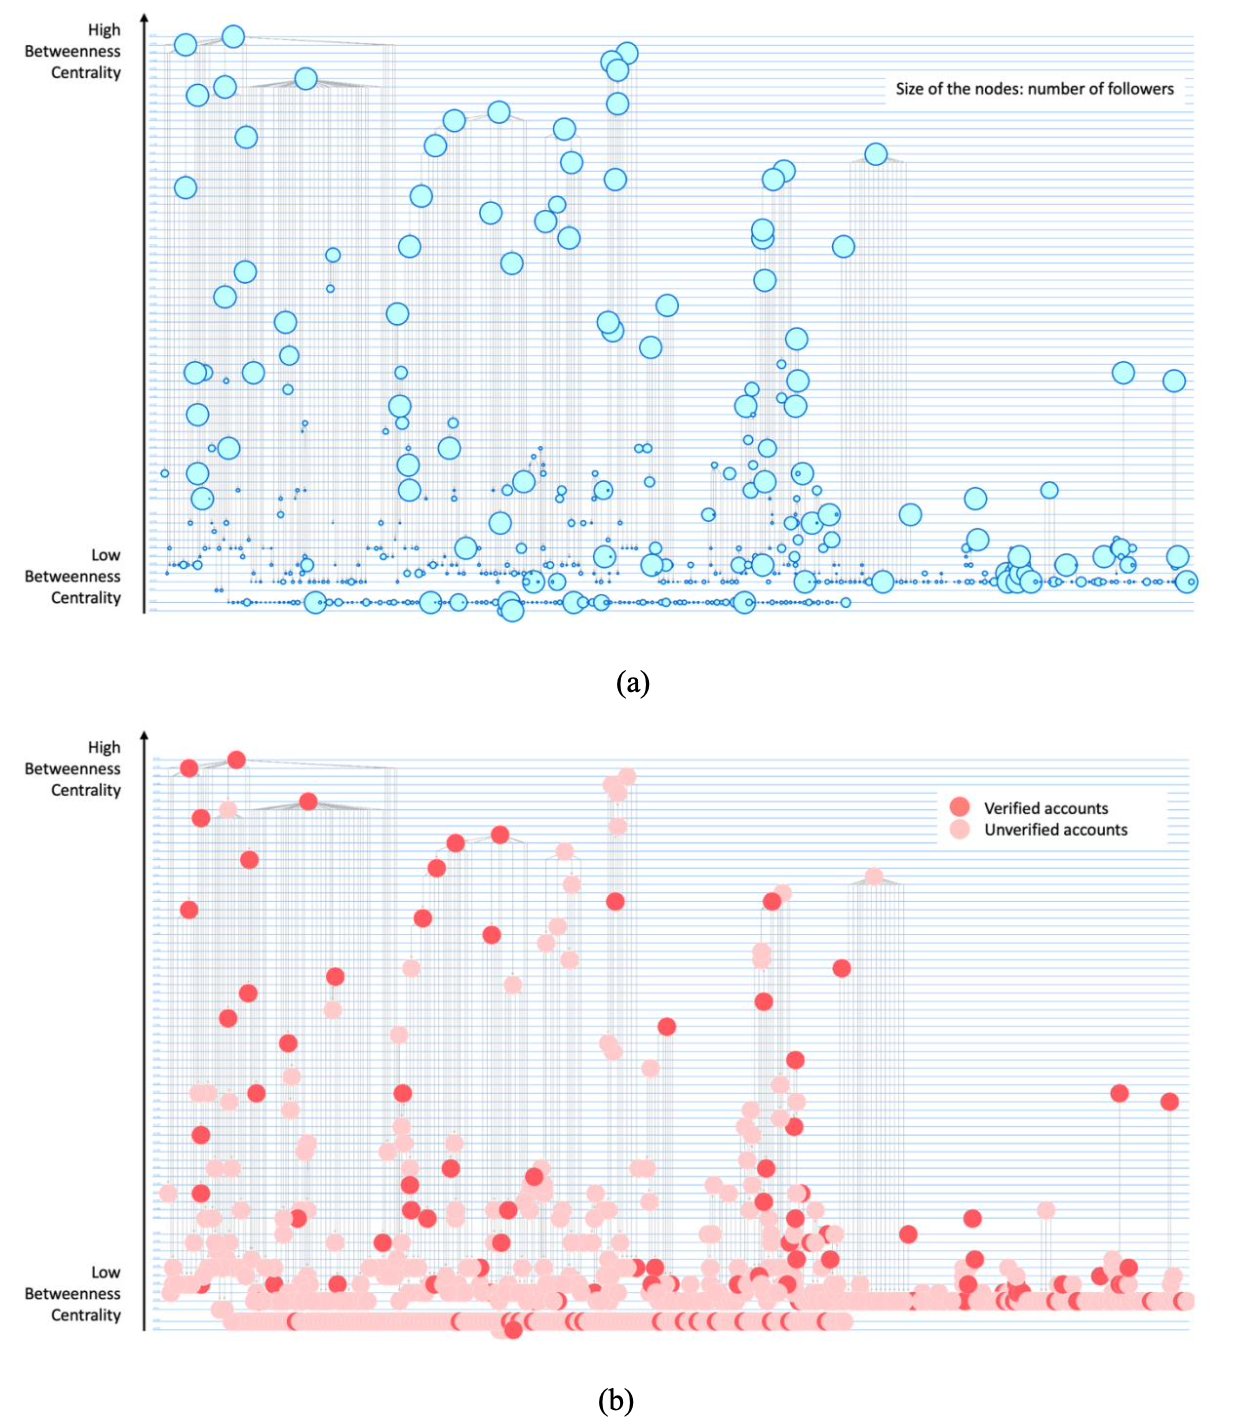 High
Betweenness
Centrality
Size of the nodes: number of followers
Low
Betweenness
Centrality
(a)
High
Betweenness
Centrality
Verified accounts
Unverified accounts
Low
Betweenness
Centrality
(b)